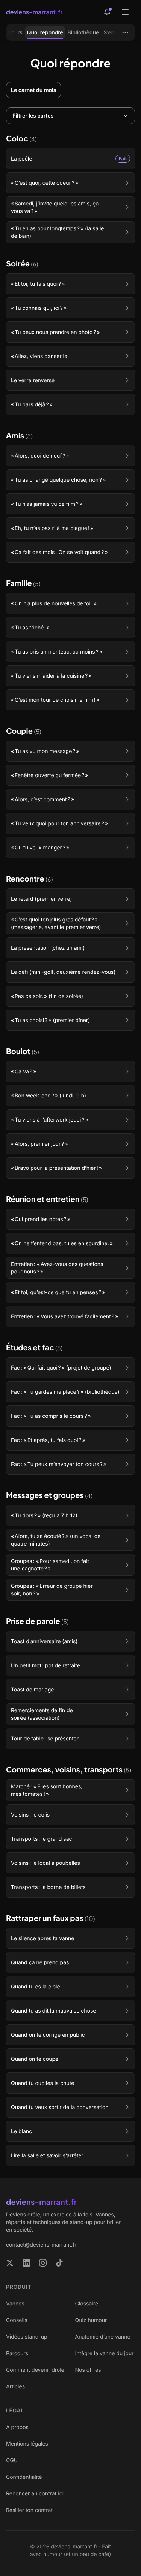 deviens-marrant.fr
Quoi répondre
Bibliothèque
Quoi répondre
Le carnet du mois
Filtrer les cartes
Coloc (4)
La poêle
Fait
« C'est quoi, cette odeur ? »
« Samedi, j'invite quelques amis, ça
vous va ? »
« Tu en as pour longtemps ? » (la salle
de bain)
Soirée (6)
« Et toi, tu fais quoi ? »
« Tu connais qui, ici ? »
« Tu peux nous prendre en photo ? »
« Allez, viens danser ! »
Le verre renversé
« Tu pars déjà ? »
Amis (5)
« Alors, quoi de neuf ? »
« Tu as changé quelque chose, non ? »
« Tu n'as jamais vu ce film ? »
« Eh, tu n'as pas ri à ma blague ! »
« Ça fait des mois ! On se voit quand ? »
Famille (5)
« On n'a plus de nouvelles de toi ! »
« Tu as triché ! »
« Tu as pris un manteau, au moins ? »
« Tu viens m'aider à la cuisine ? »
« C'est mon tour de choisir le film ! »
Couple (5)
« Tu as vu mon message ? »
« Fenêtre ouverte ou fermée ? »
« Alors, c'est comment ? »
« Tu veux quoi pour ton anniversaire ? »
« Où tu veux manger ? »
Rencontre (6)
Le retard (premier verre)
« C'est quoi ton plus gros défaut ? »
(messagerie, avant le premier verre)
La présentation (chez un ami)
Le défi (mini-golf, deuxième rendez-vous)
« Pas ce soir. » (fin de soirée)
« Tu as choisi ? » (premier dîner)
Boulot (5)
« Ça va ? »
« Bon week-end ? » (lundi, 9 h)
« Tu viens à l'afterwork jeudi ? »
« Alors, premier jour ? »
« Bravo pour la présentation d'hier ! »
Réunion et entretien (5)
« Qui prend les notes ? »
« On ne t'entend pas, tu es en sourdine. »
Entretien : « Avez-vous des questions
pour nous ? »
« Et toi, qu'est-ce que tu en penses ? »
Entretien : « Vous avez trouvé facilement ? »
Études et fac (5)
Fac : « Qui fait quoi ? » (projet de groupe)
Fac : « Tu gardes ma place ? » (bibliothèque)
Fac : « Tu as compris le cours ? »
Fac : « Et après, tu fais quoi ? »
Fac : « Tu peux m'envoyer ton cours ? »
Messages et groupes (4)
« Tu dors ? » (reçu à 7 h 12)
« Alors, tu as écouté ? » (un vocal de
quatre minutes)
Groupes : « Pour samedi, on fait
une cagnotte ? »
Groupes : « Erreur de groupe hier
soir, non ? »
Prise de parole (5)
Toast d'anniversaire (amis)
Un petit mot : pot de retraite
Toast de mariage
Remerciements de fin de
soirée (association)
Tour de table : se présenter
Commerces, voisins, transports (5)
Marché : « Elles sont bonnes,
mes tomates ! »
Voisins : le colis
Transports : le grand sac
Voisins : le local à poubelles
Transports : la borne de billets
Rattraper un faux pas (10)
Le silence après ta vanne
Quand ça ne prend pas
Quand tu es la cible
Quand tu as dit la mauvaise chose
Quand on te corrige en public
Quand on te coupe
Quand tu oublies la chute
Quand tu veux sortir de la conversation
Le blanc
Lire la salle et savoir s'arrêter
deviens-marrant.fr
Deviens drôle, un exercice à la fois. Vannes,
répartie et techniques de stand-up pour briller
en société.
contact@deviens-marrant.fr
PRODUIT
Vannes
Glossaire
Conseils
Quiz humour
Vidéos stand-up
Anatomie d'une vanne
Parcours
Intègre la vanne du jour
Comment devenir drôle
Nos offres
Articles
LÉGAL
À propos
Mentions légales
CGU
Confidentialité
Renoncer au contrat ici
Résilier ton contrat
© 2026 deviens-marrant.fr · Fait
avec humour (et un peu de café)